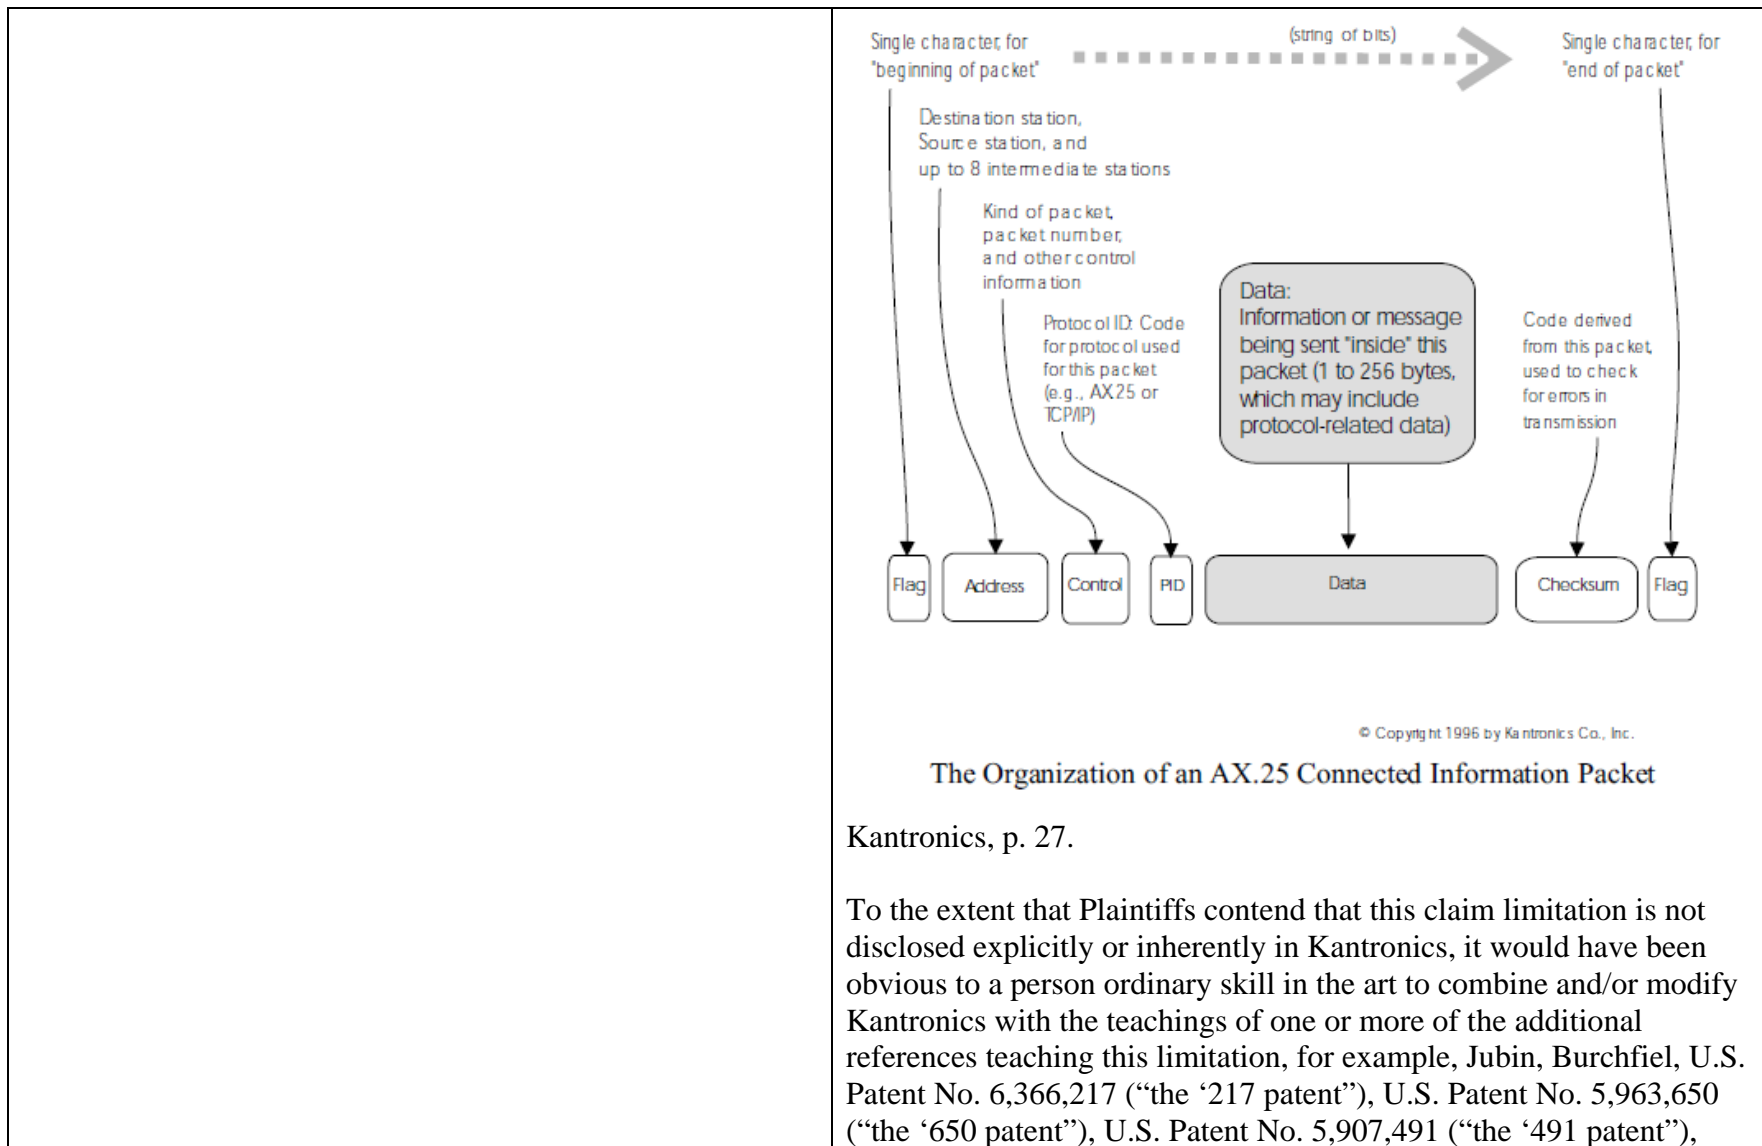 Single character, for
"beginning of packet"
(string of bits)
Single character, for
"end of packet"
Destination station,
Source station, and
up to 8 intermediate stations
Kind of packet,
packet number,
and other control
information
Protocol ID: Code
for protocol used
for this packet
(e.g., AX.25 or
TCP/IP)
Data:
Information or message
being sent "inside" this
packet (1 to 256 bytes,
which may include
protocol-related data)
Code derived
from this packet,
used to check
for errors in
transmission
Flag
Address
Control
PID
Data
Checksum
Flag
© Copyright 1996 by Kantronics Co., Inc.
The Organization of an AX.25 Connected Information Packet
Kantronics, p. 27.
To the extent that Plaintiffs contend that this claim limitation is not
disclosed explicitly or inherently in Kantronics, it would have been
obvious to a person ordinary skill in the art to combine and/or modify
Kantronics with the teachings of one or more of the additional
references teaching this limitation, for example, Jubin, Burchfiel, U.S.
Patent No. 6,366,217 (“the ‘217 patent”), U.S. Patent No. 5,963,650
(“the ‘650 patent”), U.S. Patent No. 5,907,491 (“the ‘491 patent”),